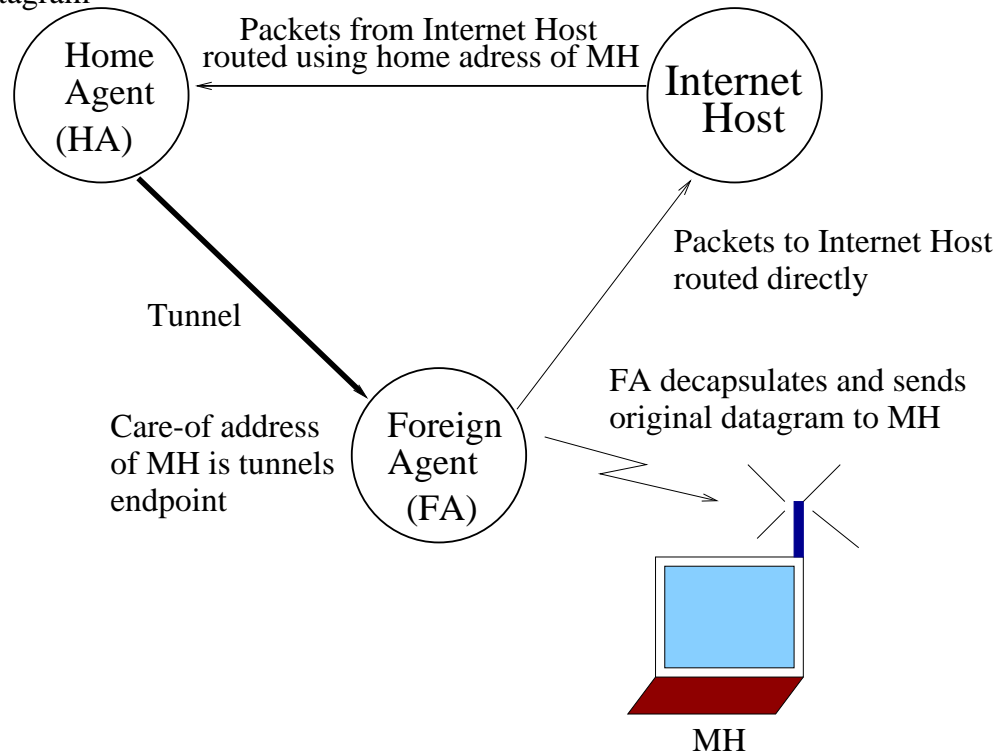 Packets from Internet Host
routed using home adress of MH
Home
Agent
(HA)
Internet
Host
Packets to Internet Host
routed directly
Tunnel
FA decapsulates and sends
original datagram to MH
Care-of address
of MH is tunnels
endpoint
Foreign
Agent
(FA)
MH